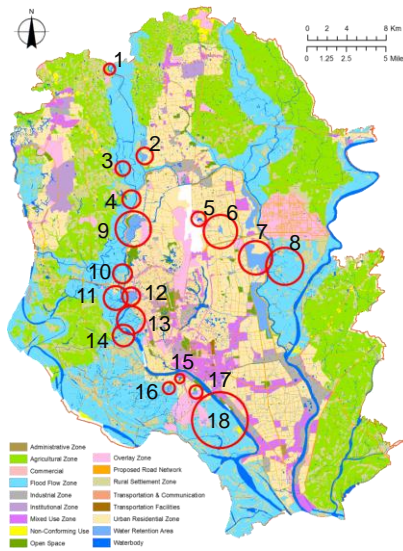 N
0 2 4 8 Km
0 1.25 2.5 5 Mile
1
2
3
4
5
6
7
8
9
10
11
12
13
14
15
16
17
18
Administrative Zone
Agricultural Zone
Commercial
Flood Flow Zone
Industrial Zone
Institutional Zone
Mixed Use Zone
Non-Conforming Use
Open Space
Overlay Zone
Proposed Road Network
Rural Settlement Zone
Transportation & Communication
Transportation Facilities
Urban Residential Zone
Water Retention Area
Waterbody